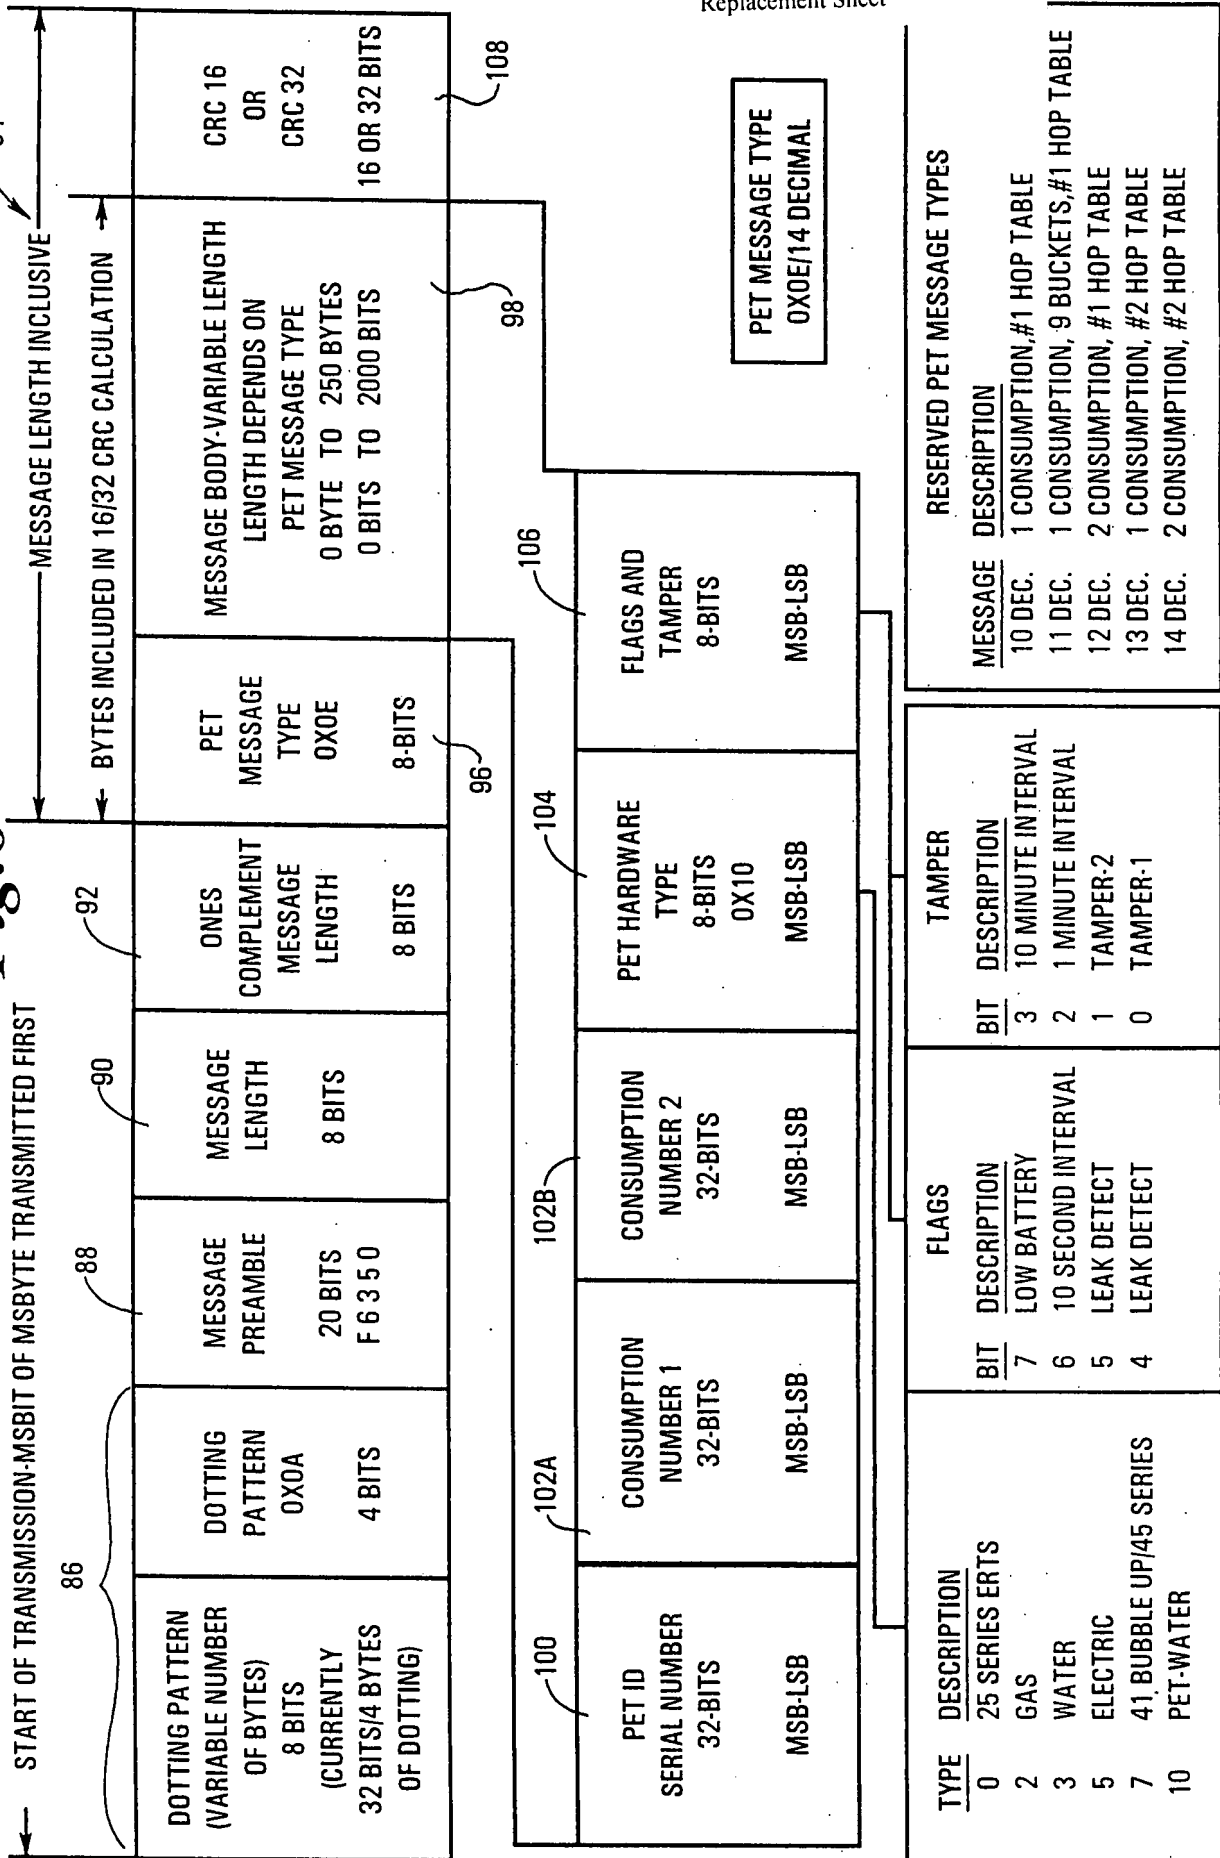 Replacement Sheet
START OF TRANSMISSION-MSBIT OF MSBYTE TRANSMITTED FIRST
MESSAGE LENGTH INCLUSIVE
BYTES INCLUDED IN 16/32 CRC CALCULATION
86
88
90
92
DOTTING PATTERN
(VARIABLE NUMBER
OF BYTES)
8 BITS
(CURRENTLY
32 BITS/4 BYTES
OF DOTTING)
DOTTING
PATTERN
0X0A
4 BITS
MESSAGE
PREAMBLE
20 BITS
F 6 3 5 0
MESSAGE
LENGTH
8 BITS
ONES
COMPLEMENT
MESSAGE
LENGTH
8 BITS
PET
MESSAGE
TYPE
0X0E
8-BITS
96
MESSAGE BODY-VARIABLE LENGTH
LENGTH DEPENDS ON
PET MESSAGE TYPE
0 BYTE TO 250 BYTES
0 BITS TO 2000 BITS
98
CRC 16
OR
CRC 32
16 OR 32 BITS
108
100
PET ID
SERIAL NUMBER
32-BITS
MSB-LSB
102A
CONSUMPTION
NUMBER 1
32-BITS
MSB-LSB
102B
CONSUMPTION
NUMBER 2
32-BITS
MSB-LSB
104
PET HARDWARE
TYPE
8-BITS
0X10
MSB-LSB
106
FLAGS AND
TAMPER
8-BITS
MSB-LSB
PET MESSAGE TYPE
0X0E/14 DECIMAL
TYPE DESCRIPTION
0 25 SERIES ERTS
2 GAS
3 WATER
5 ELECTRIC
7 41 BUBBLE UP/45 SERIES
10 PET-WATER
FLAGS
BIT DESCRIPTION
7 LOW BATTERY
6 10 SECOND INTERVAL
5 LEAK DETECT
4 LEAK DETECT
TAMPER
BIT DESCRIPTION
3 10 MINUTE INTERVAL
2 1 MINUTE INTERVAL
1 TAMPER-2
0 TAMPER-1
RESERVED PET MESSAGE TYPES
MESSAGE DESCRIPTION
10 DEC. 1 CONSUMPTION,#1 HOP TABLE
11 DEC. 1 CONSUMPTION, 9 BUCKETS,#1 HOP TABLE
12 DEC. 2 CONSUMPTION, #1 HOP TABLE
13 DEC. 1 CONSUMPTION, #2 HOP TABLE
14 DEC. 2 CONSUMPTION, #2 HOP TABLE